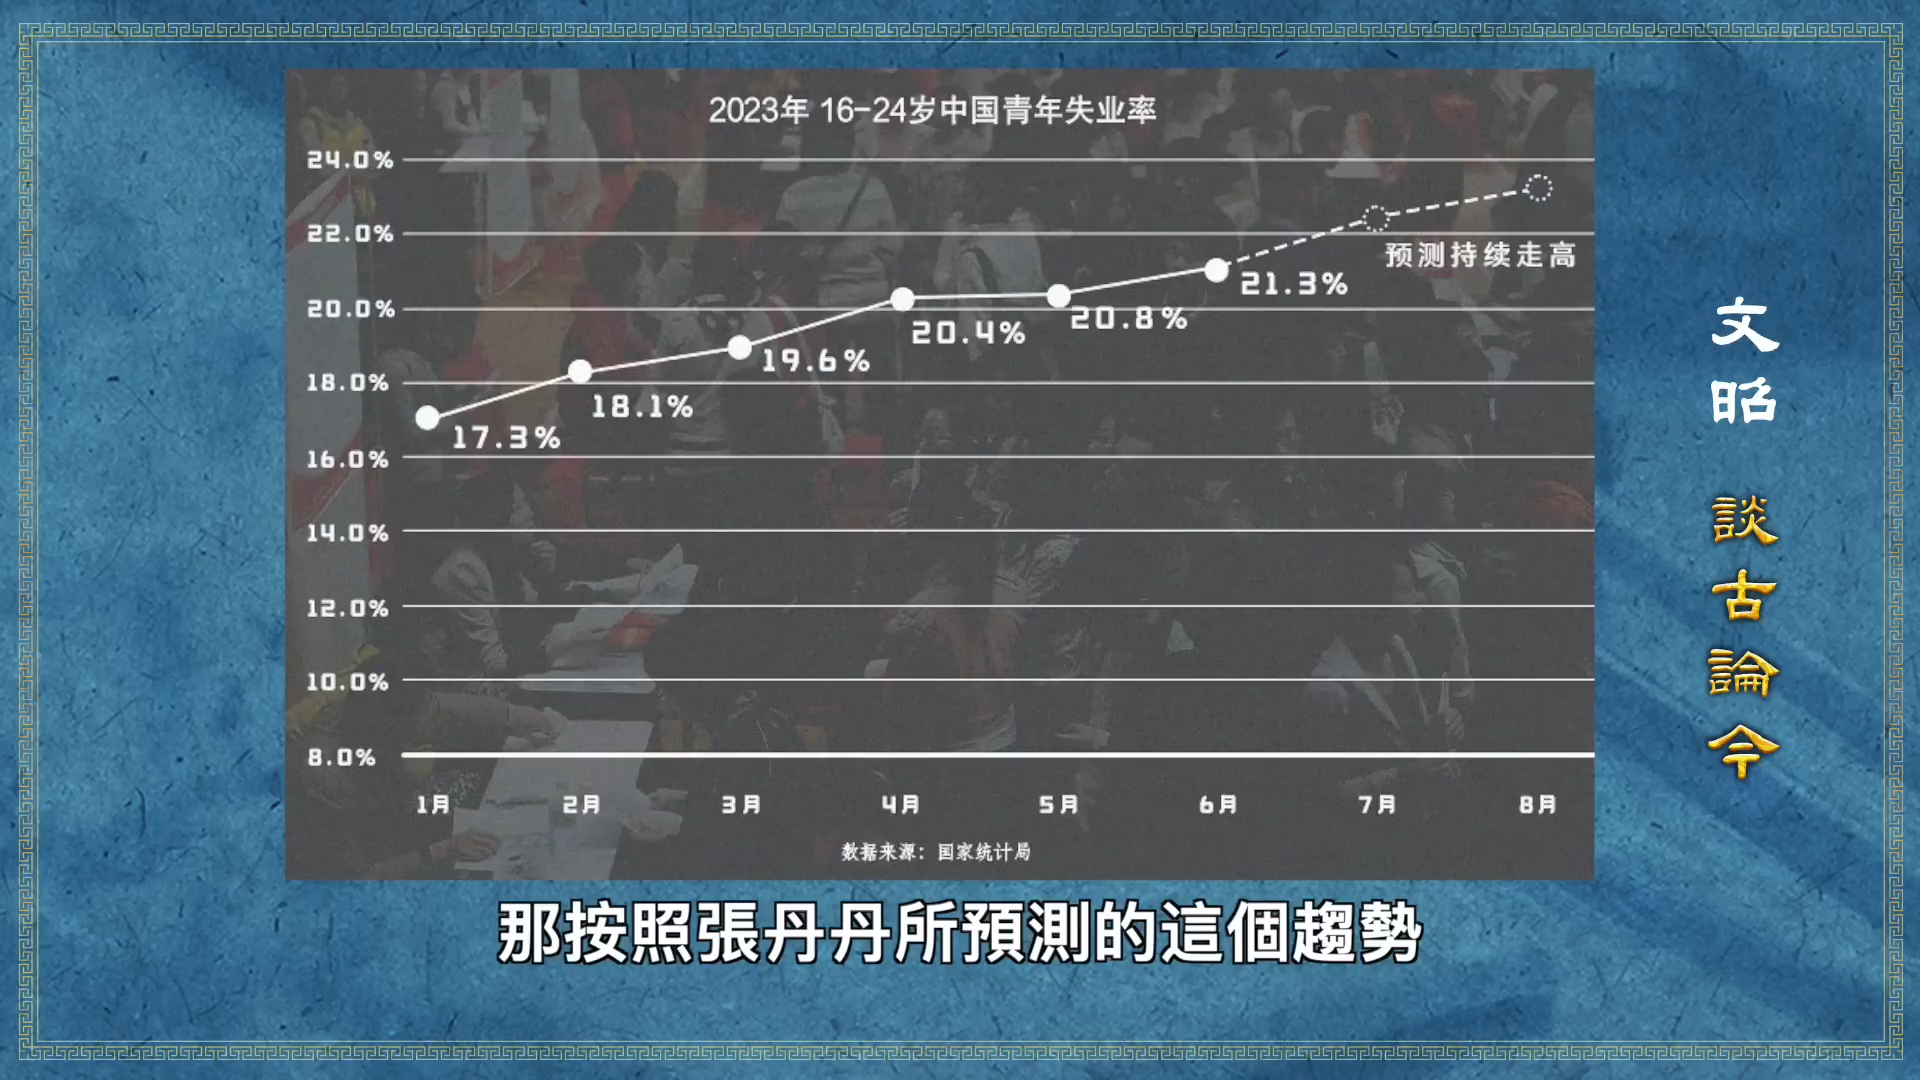 2023年 16-24岁中国青年失业率
24.0%
22.0%
20.0%
18.0%
16.0%
14.0%
12.0%
10.0%
8.0%
17.3%
18.1%
19.6%
20.4%
20.8%
21.3%
预测持续走高
1月
2月
3月
4月
5月
6月
7月
8月
数据来源：国家统计局
文昭
談古論今
那按照張丹丹所預測的這個趨勢